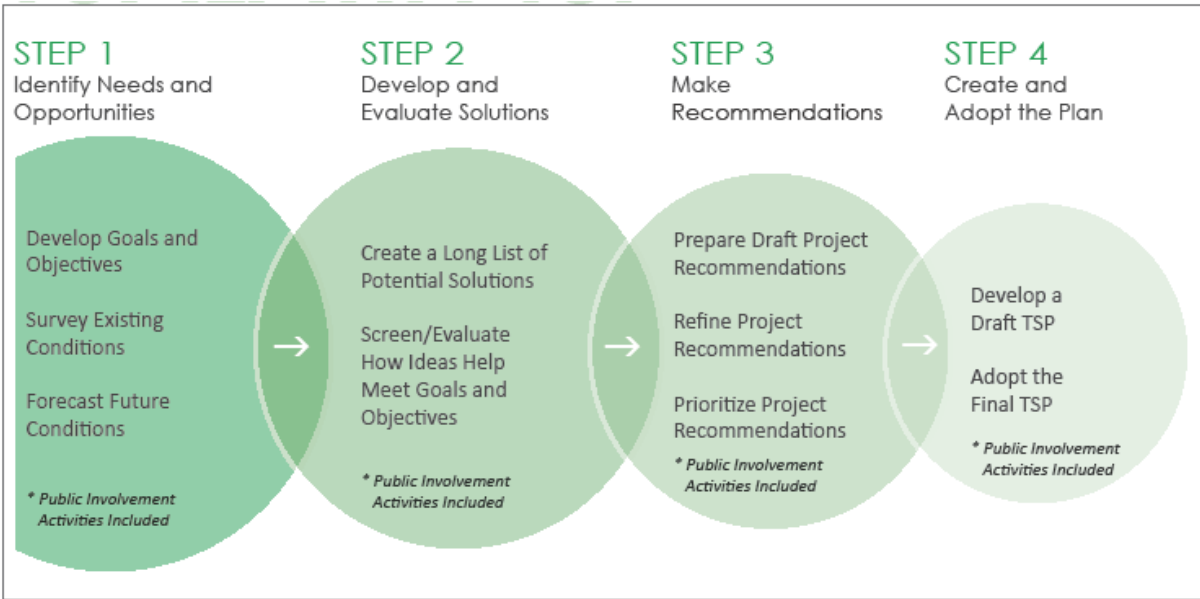 STEP 1
Identify Needs and
Opportunities
Develop Goals and
Objectives
Survey Existing
Conditions
Forecast Future
Conditions
* Public Involvement
Activities Included
STEP 2
Develop and
Evaluate Solutions
Create a Long List of
Potential Solutions
Screen/Evaluate
How Ideas Help
Meet Goals and
Objectives
* Public Involvement
Activities Included
STEP 3
Make
Recommendations
Prepare Draft Project
Recommendations
Refine Project
Recommendations
Prioritize Project
Recommendations
* Public Involvement
Activities Included
STEP 4
Create and
Adopt the Plan
Develop a
Draft TSP
Adopt the
Final TSP
* Public Involvement
Activities Included